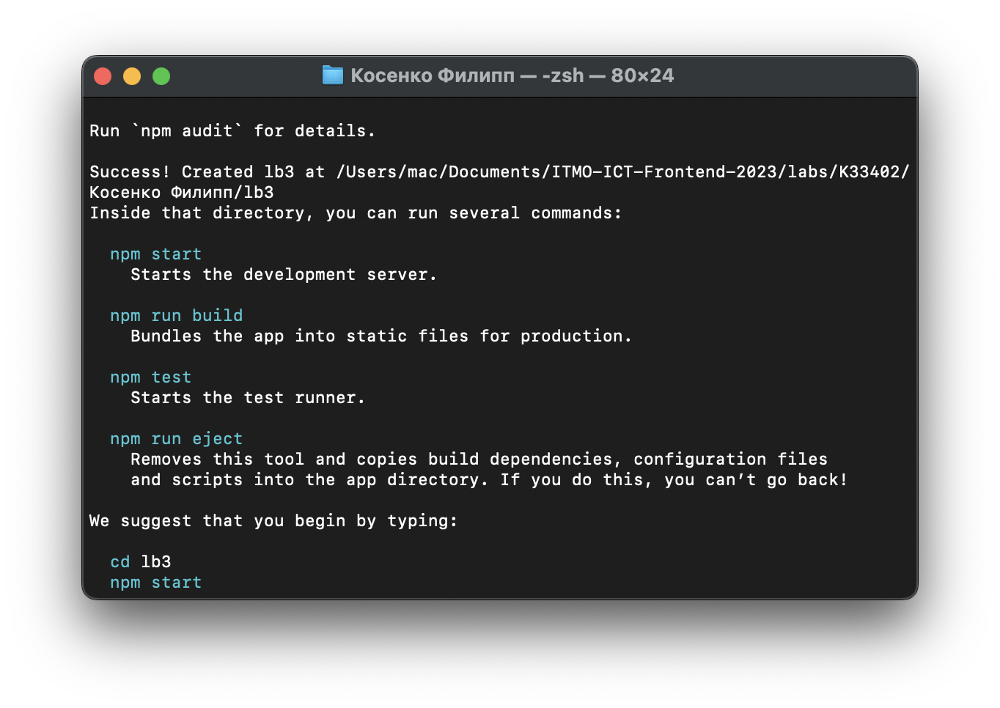 Косенко Филипп — -zsh — 80×24
Run `npm audit` for details.
Success! Created lb3 at /Users/mac/Documents/ITMO-ICT-Frontend-2023/labs/K33402/
Косенко Филипп/lb3
Inside that directory, you can run several commands:
npm start
Starts the development server.
npm run build
Bundles the app into static files for production.
npm test
Starts the test runner.
npm run eject
Removes this tool and copies build dependencies, configuration files
and scripts into the app directory. If you do this, you can’t go back!
We suggest that you begin by typing:
cd lb3
npm start